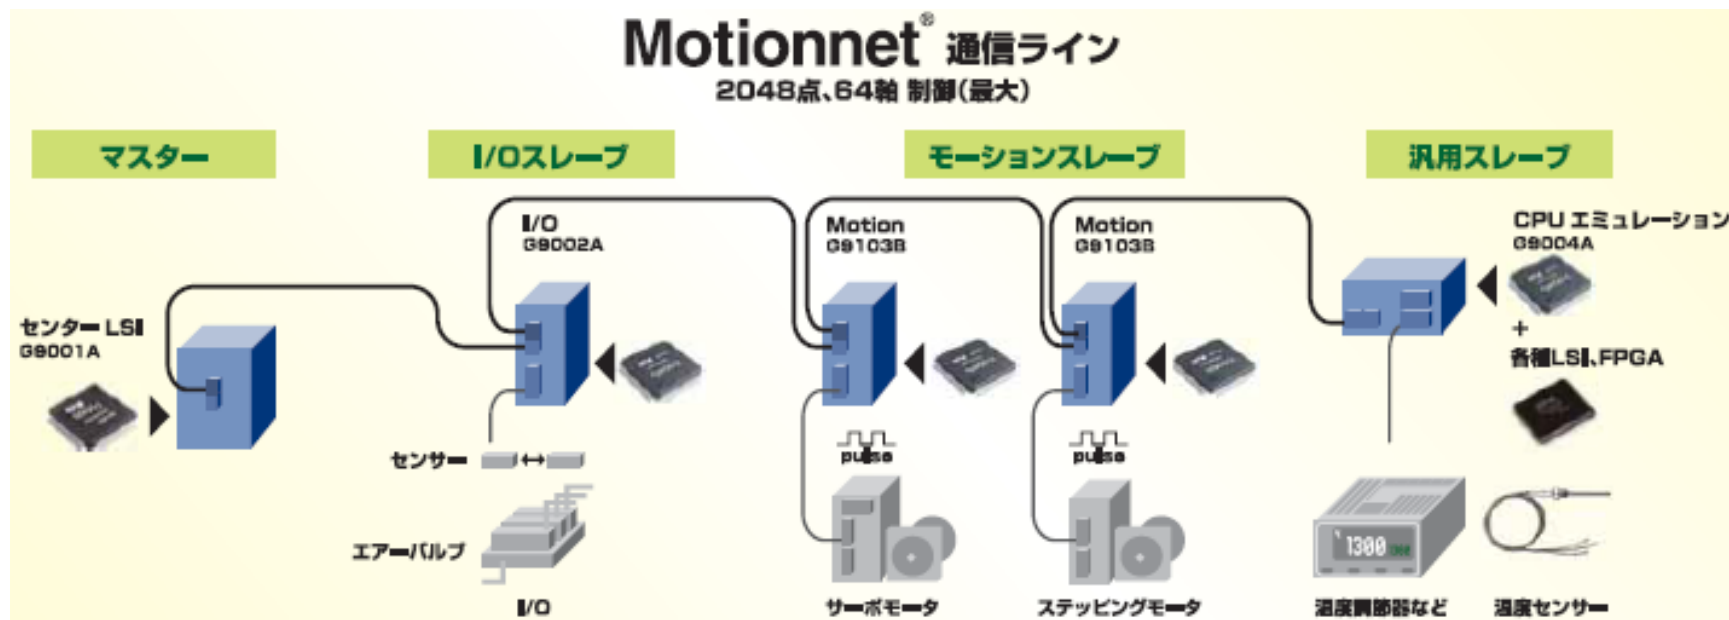 Motionnet® 通信ライン
2048点、64軸 制御(最大)
マスター
I/Oスレーブ
モーションスレーブ
汎用スレーブ
センター LSI
G9001A
I/O
G9002A
Motion
G9103B
Motion
G9103B
CPU エミュレーション
G9004A
+
各種LSI、FPGA
センサー
エアーバルブ
I/O
pulse
サーボモータ
pulse
ステッピングモータ
1300
温度調節器など
温度センサー